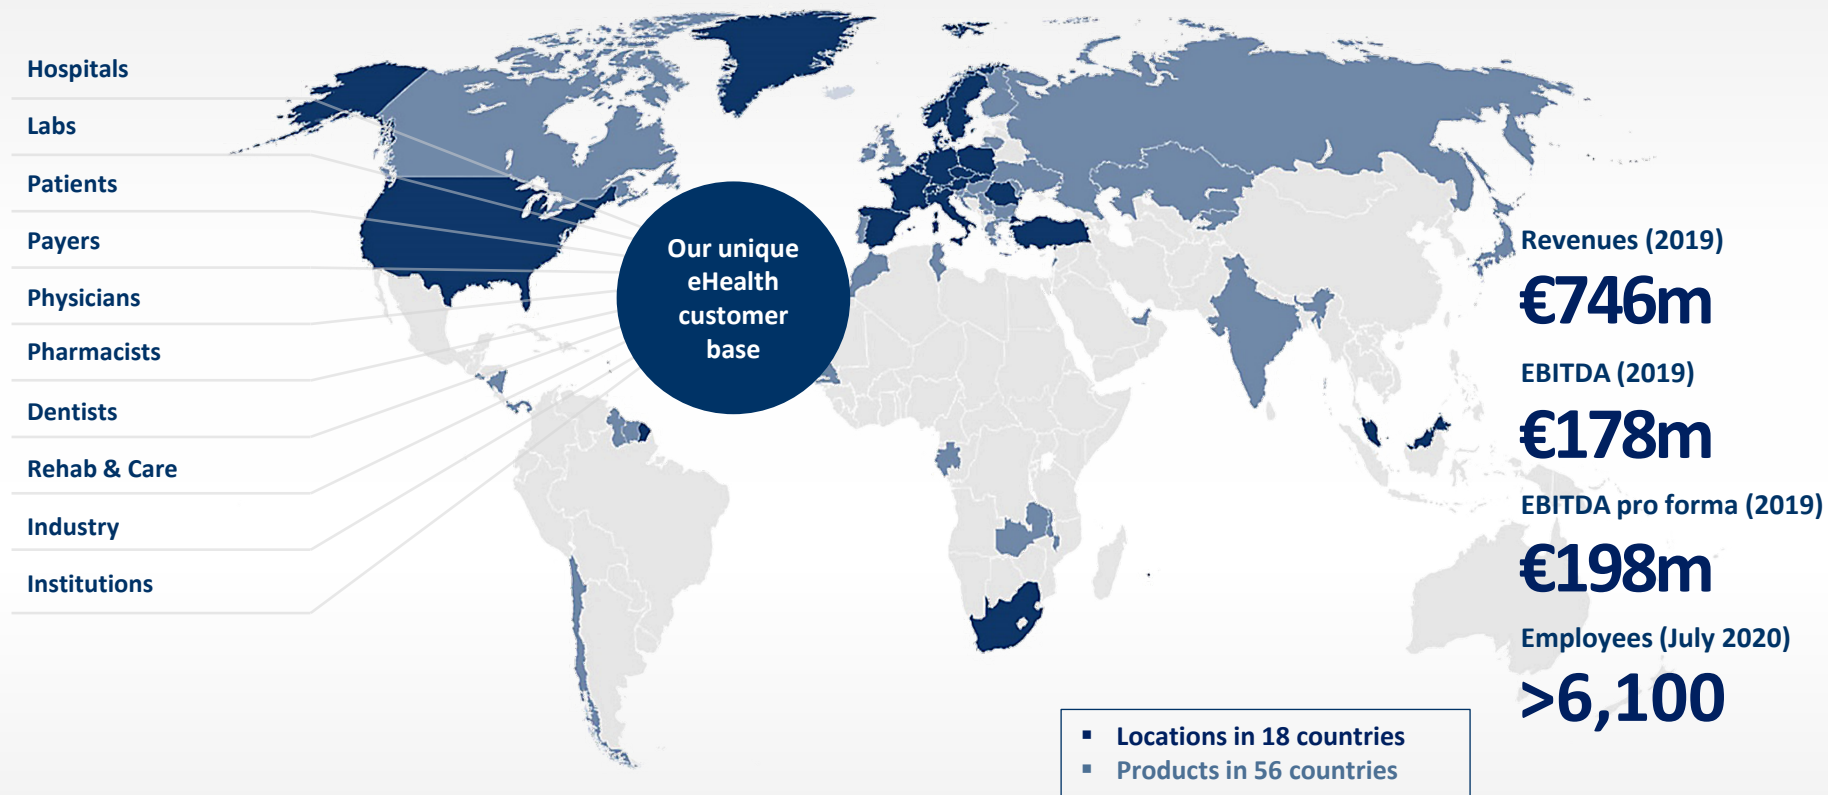 Hospitals
Labs
Patients
Payers
Physicians
Pharmacists
Dentists
Rehab & Care
Industry
Institutions
Our unique
eHealth
customer
base
Revenues (2019)
€746m
EBITDA (2019)
€178m
EBITDA pro forma (2019)
€198m
Employees (July 2020)
>6,100
▪ Locations in 18 countries
▪ Products in 56 countries